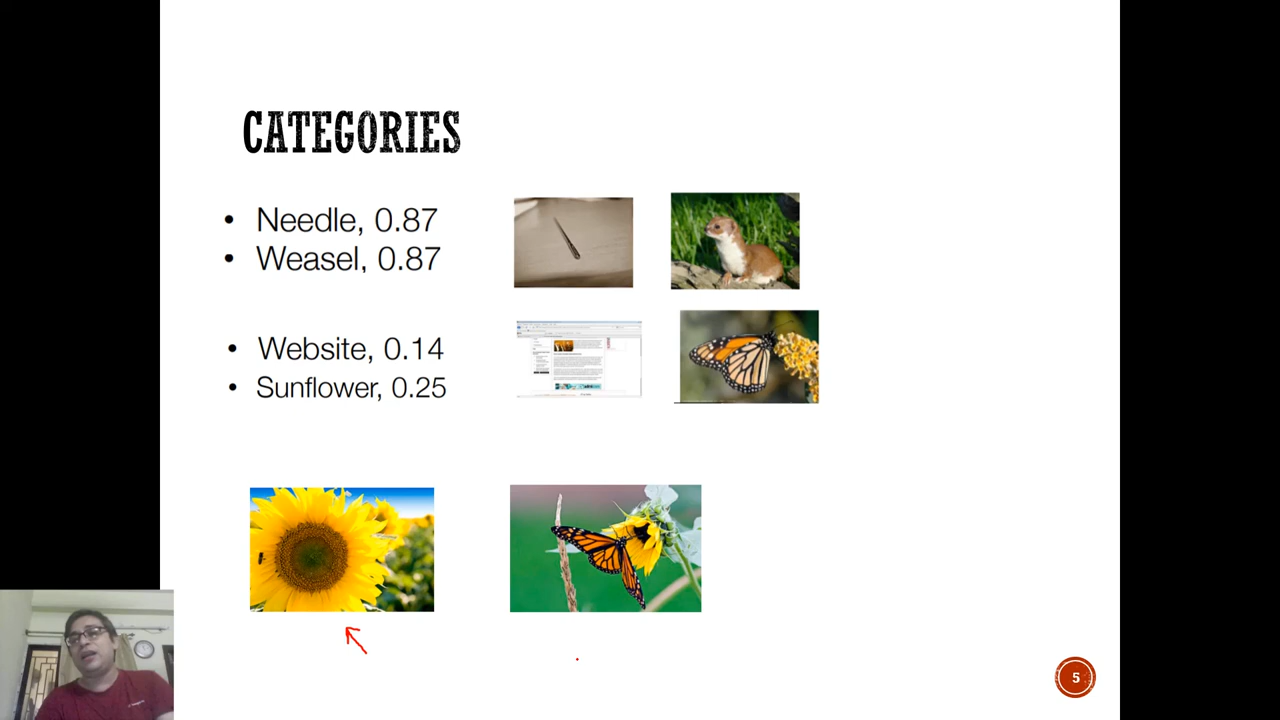 CATEGORIES
• Needle, 0.87
• Weasel, 0.87
• Website, 0.14
• Sunflower, 0.25
5